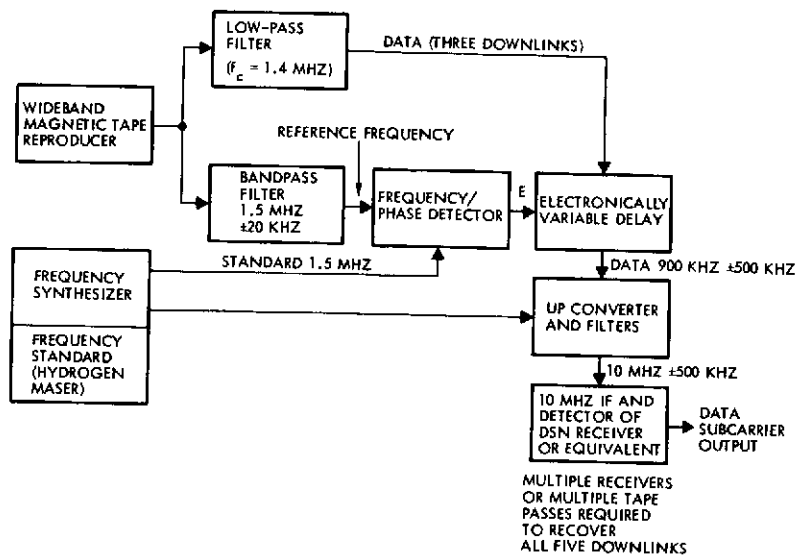 LOW-PASS
FILTER
(Fc = 1.4 MHZ)
DATA (THREE DOWNLINKS)
WIDEBAND
MAGNETIC TAPE
REPRODUCER
REFERENCE FREQUENCY
BANDPASS
FILTER
1.5 MHZ
±20 KHZ
FREQUENCY/
PHASE DETECTOR
E
ELECTRONICALLY
VARIABLE DELAY
STANDARD 1.5 MHZ
DATA 900 KHZ ±500 KHZ
FREQUENCY
SYNTHESIZER
FREQUENCY
STANDARD
(HYDROGEN
MASER)
UP CONVERTER
AND FILTERS
10 MHZ ±500 KHZ
10 MHZ IF AND
DETECTOR OF
DSN RECEIVER
OR EQUIVALENT
DATA
SUBCARRIER
OUTPUT
MULTIPLE RECEIVERS
OR MULTIPLE TAPE
PASSES REQUIRED
TO RECOVER
ALL FIVE DOWNLINKS